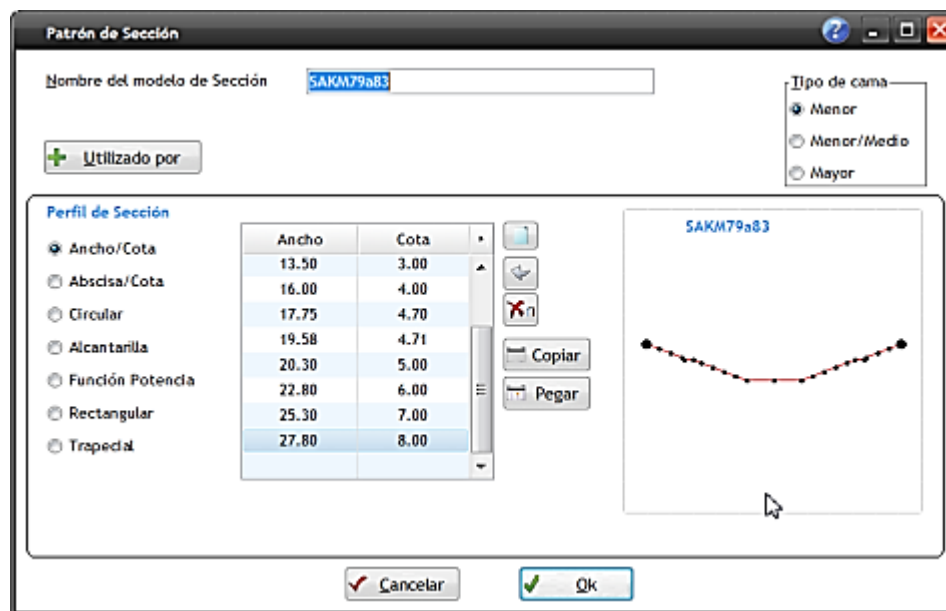 Patrón de Sección
Nombre del modelo de Sección SAKM79a83
Tipo de cama
Menor
Menor/Medio
Mayor
Utilizado por
Perfil de Sección
Ancho/Cota
Abscisa/Cota
Circular
Alcantarilla
Función Potencia
Rectangular
Trapecial
Ancho Cota
13.50 3.00
16.00 4.00
17.75 4.70
19.58 4.71
20.30 5.00
22.80 6.00
25.30 7.00
27.80 8.00
Copiar
Pegar
SAKM79a83
Cancelar
Ok